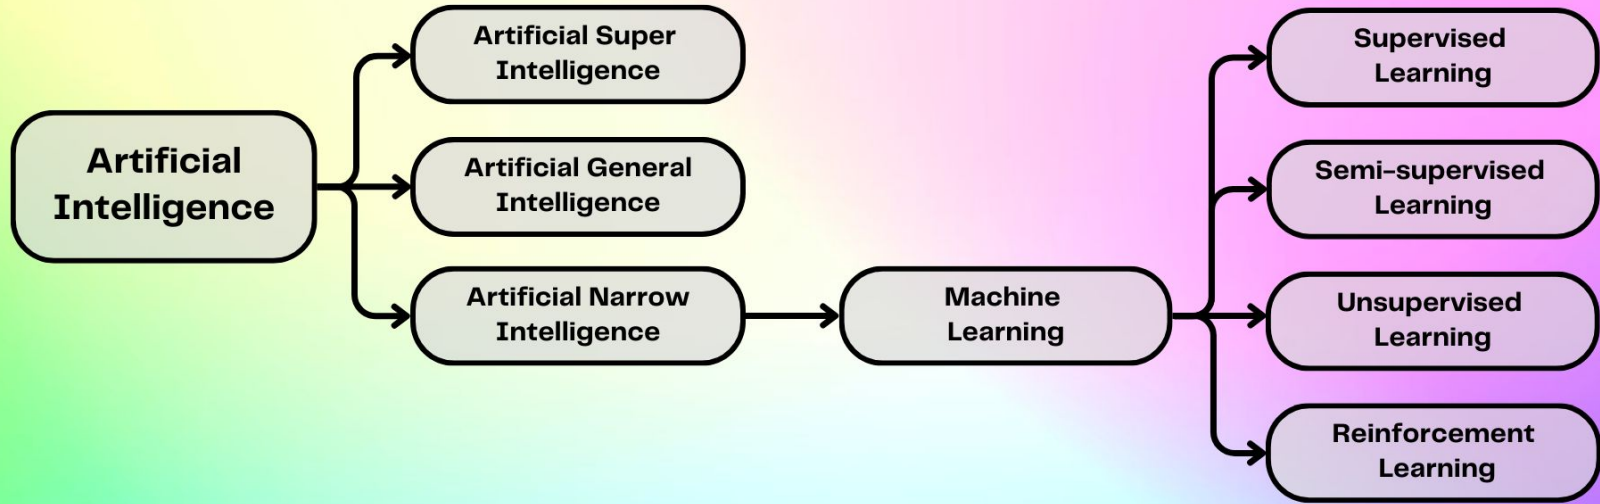 Artificial
Intelligence
Artificial Super
Intelligence
Artificial General
Intelligence
Artificial Narrow
Intelligence
Machine
Learning
Supervised
Learning
Semi-supervised
Learning
Unsupervised
Learning
Reinforcement
Learning